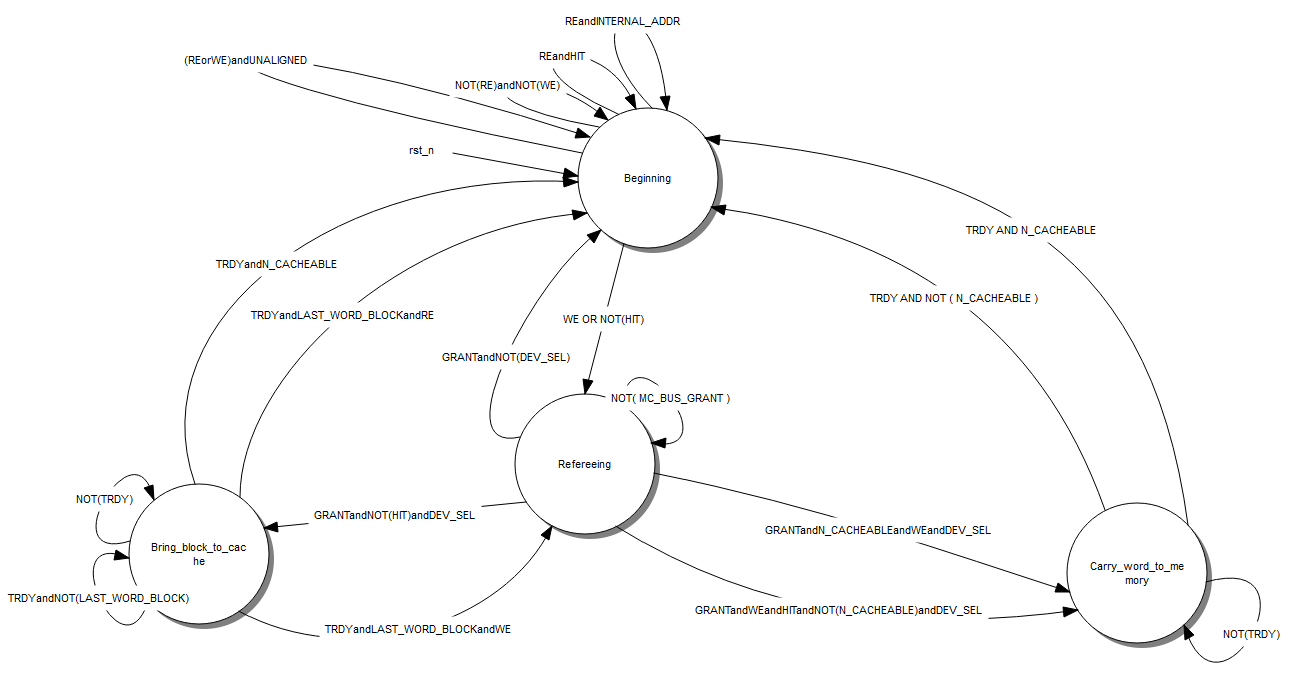 REandINTERNAL_ADDR
REandHIT
(REorWE)andUNALIGNED
NOT(RE)andNOT(WE)
rst_n
Beginning
TRDY AND N_CACHEABLE
TRDYandN_CACHEABLE
TRDY AND NOT ( N_CACHEABLE )
TRDYandLAST_WORD_BLOCKandRE
WE OR NOT(HIT)
GRANTandNOT(DEV_SEL)
NOT( MC_BUS_GRANT )
Refereeing
NOT(TRDY)
GRANTandNOT(HIT)andDEV_SEL
GRANTandN_CACHEABLEandWEandDEV_SEL
Bring_block_to_cac
he
Carry_word_to_me
mory
TRDYandNOT(LAST_WORD_BLOCK)
GRANTandWEandHITandNOT(N_CACHEABLE)andDEV_SEL
TRDYandLAST_WORD_BLOCKandWE
NOT(TRDY)